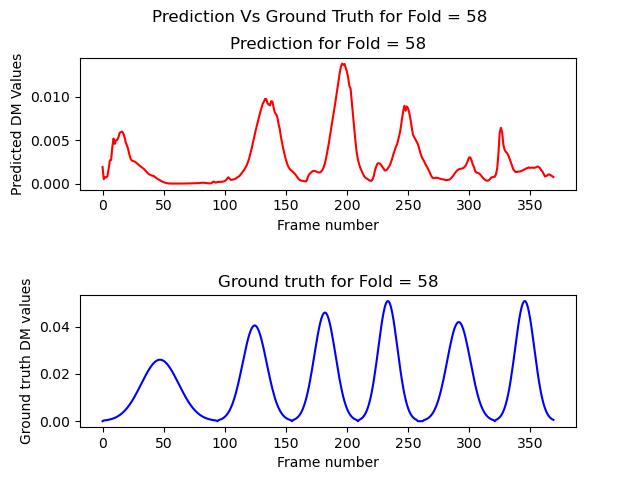 Prediction Vs Ground Truth for Fold = 58
Prediction for Fold = 58
Predicted DM Values
0.010
0.005
0.000
0 50 100 150 200 250 300 350
Frame number
Ground truth for Fold = 58
Ground truth DM values
0.04
0.02
0.00
0 50 100 150 200 250 300 350
Frame number